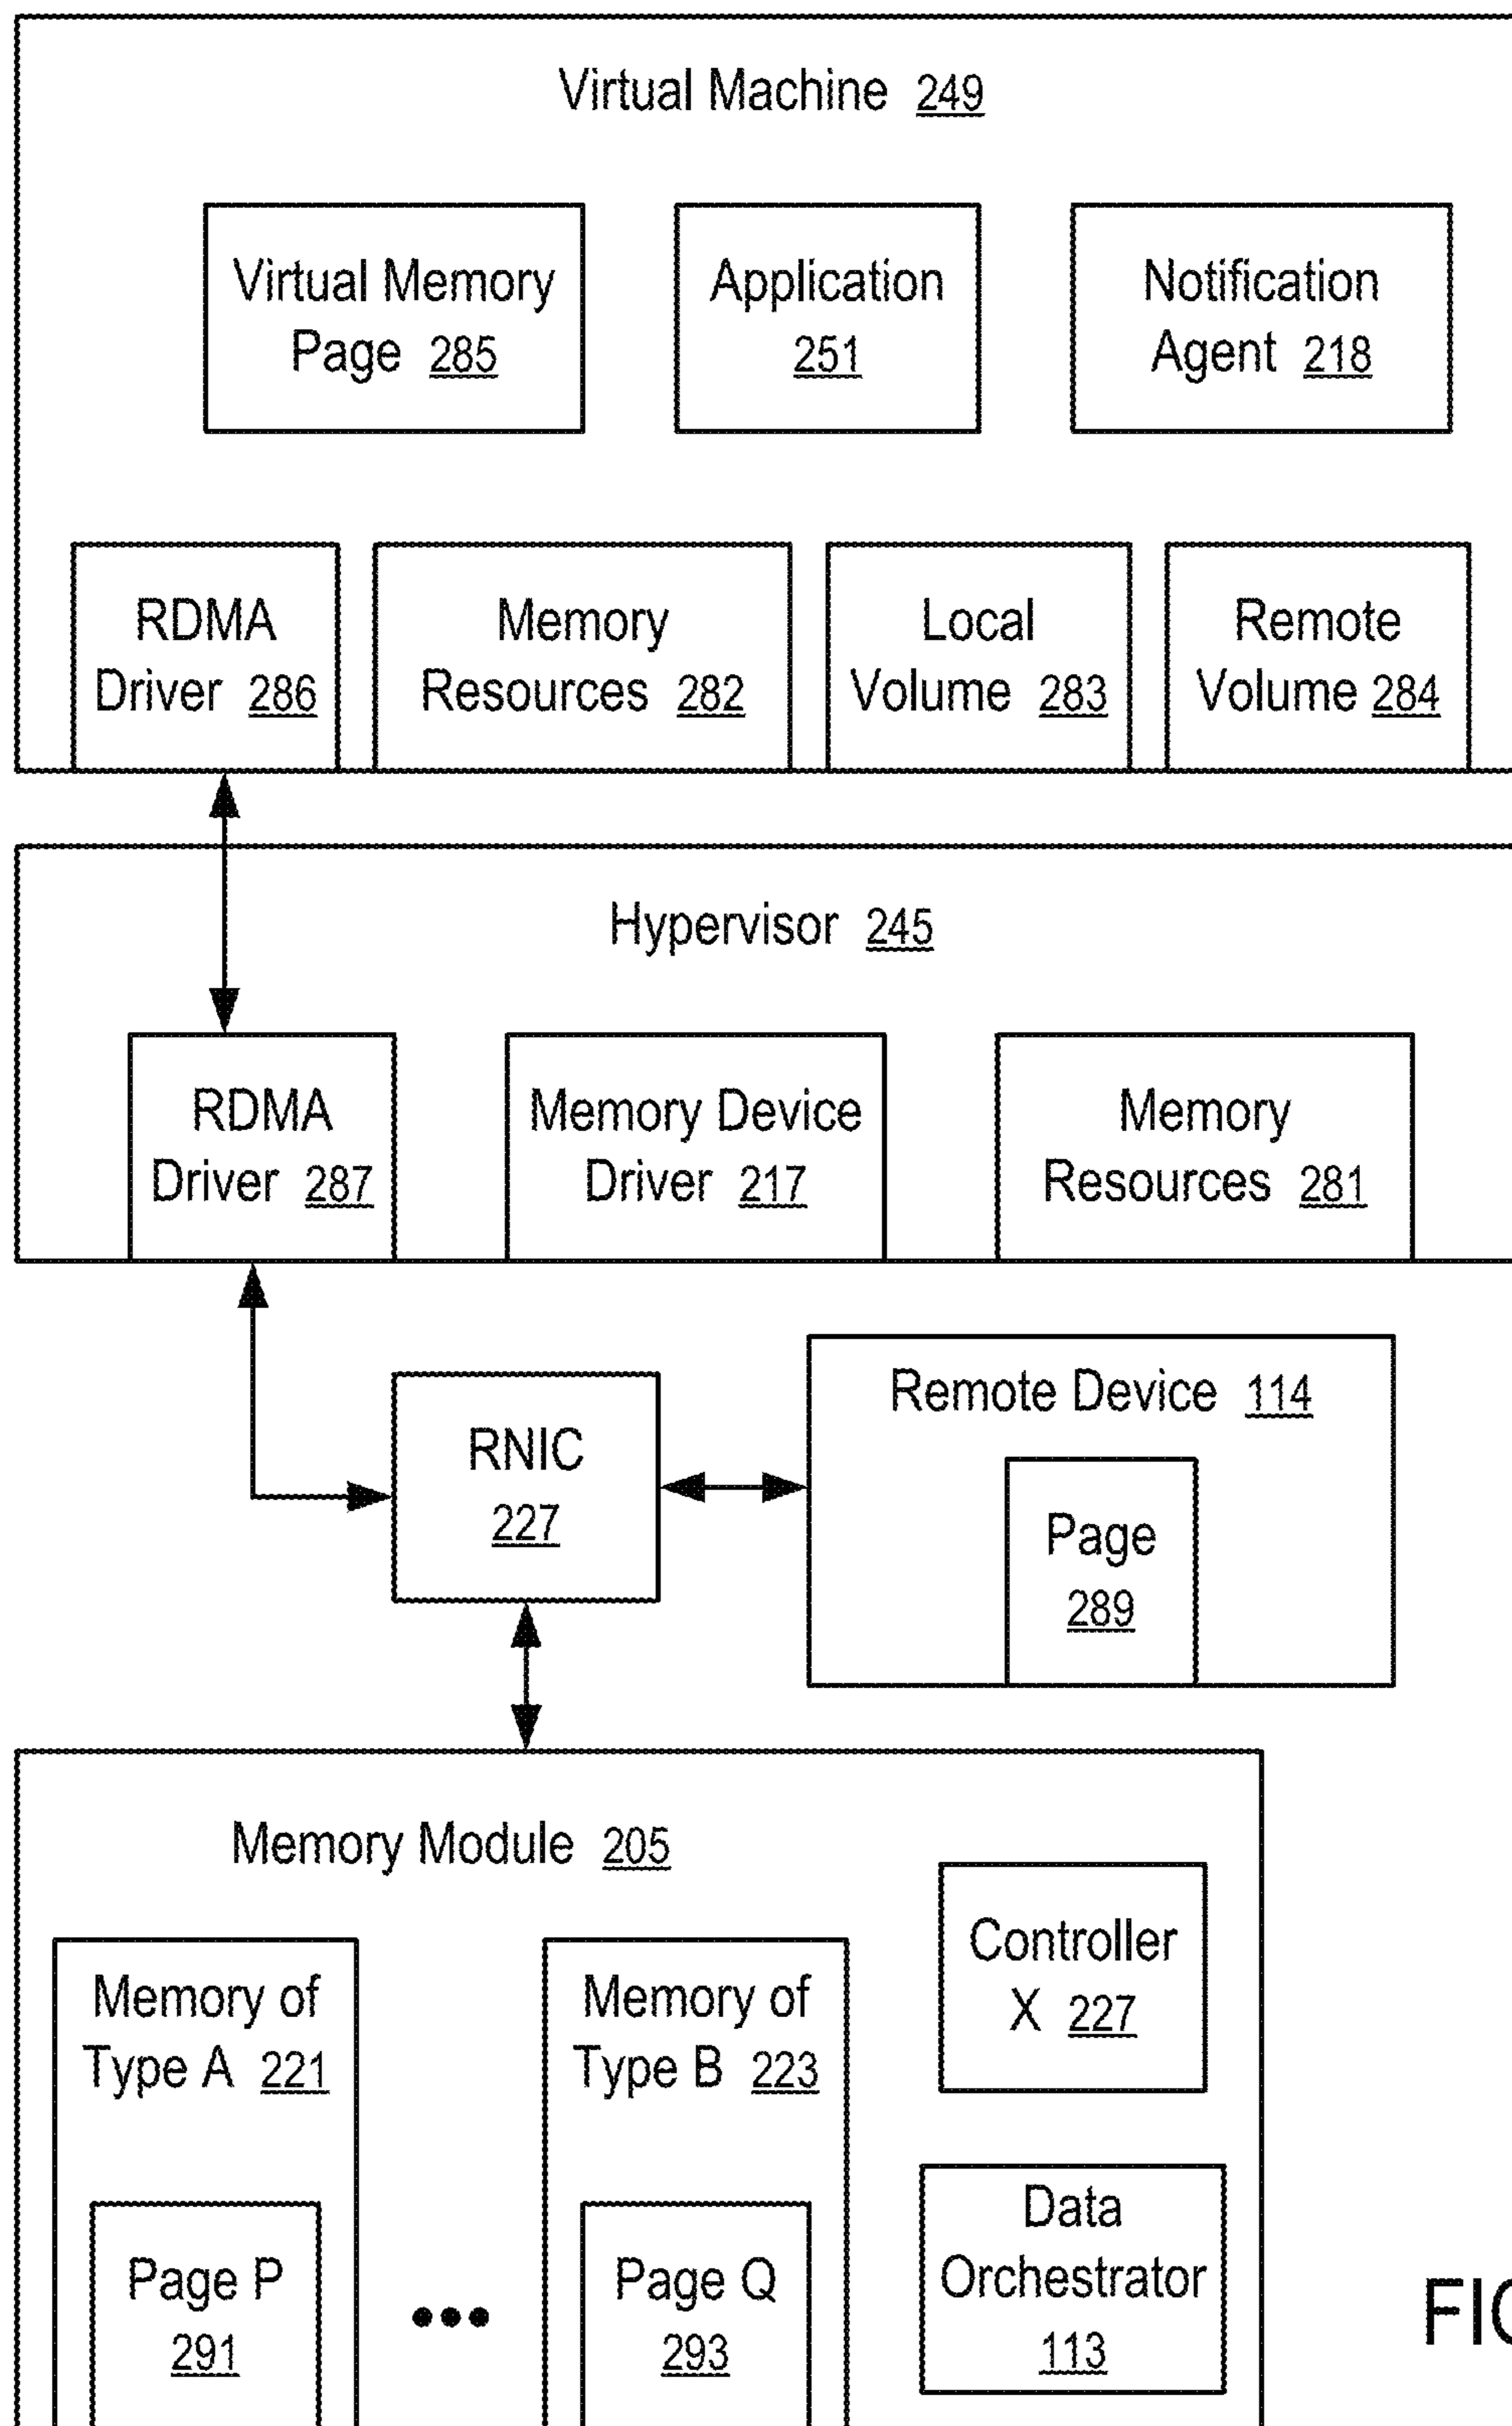 Virtual Machine 249
Virtual Memory
Page 285
Application
251
Notification
Agent 218
RDMA
Driver 286
Memory
Resources 282
Local
Volume 283
Remote
Volume 284
Hypervisor 245
RDMA
Driver 287
Memory Device
Driver 217
Memory
Resources 281
Remote Device 114
RNIC
227
Page
289
Memory Module 205
Controller
X 227
Memory of
Type A 221
Memory of
Type B 223
Data
Orchestrator
113
Page P
291
Page Q
293